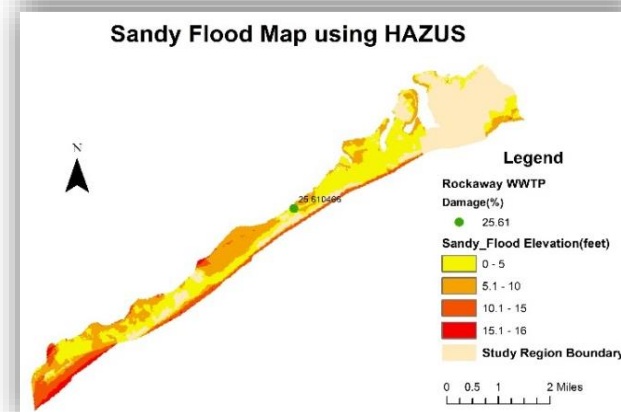 Sandy Flood Map using HAZUS
N
25.610466
Legend
Rockaway WWTP
Damage(%)
25.61
Sandy_Flood Elevation(feet)
0 - 5
5.1 - 10
10.1 - 15
15.1 - 16
Study Region Boundary
0 0.5 1 2 Miles